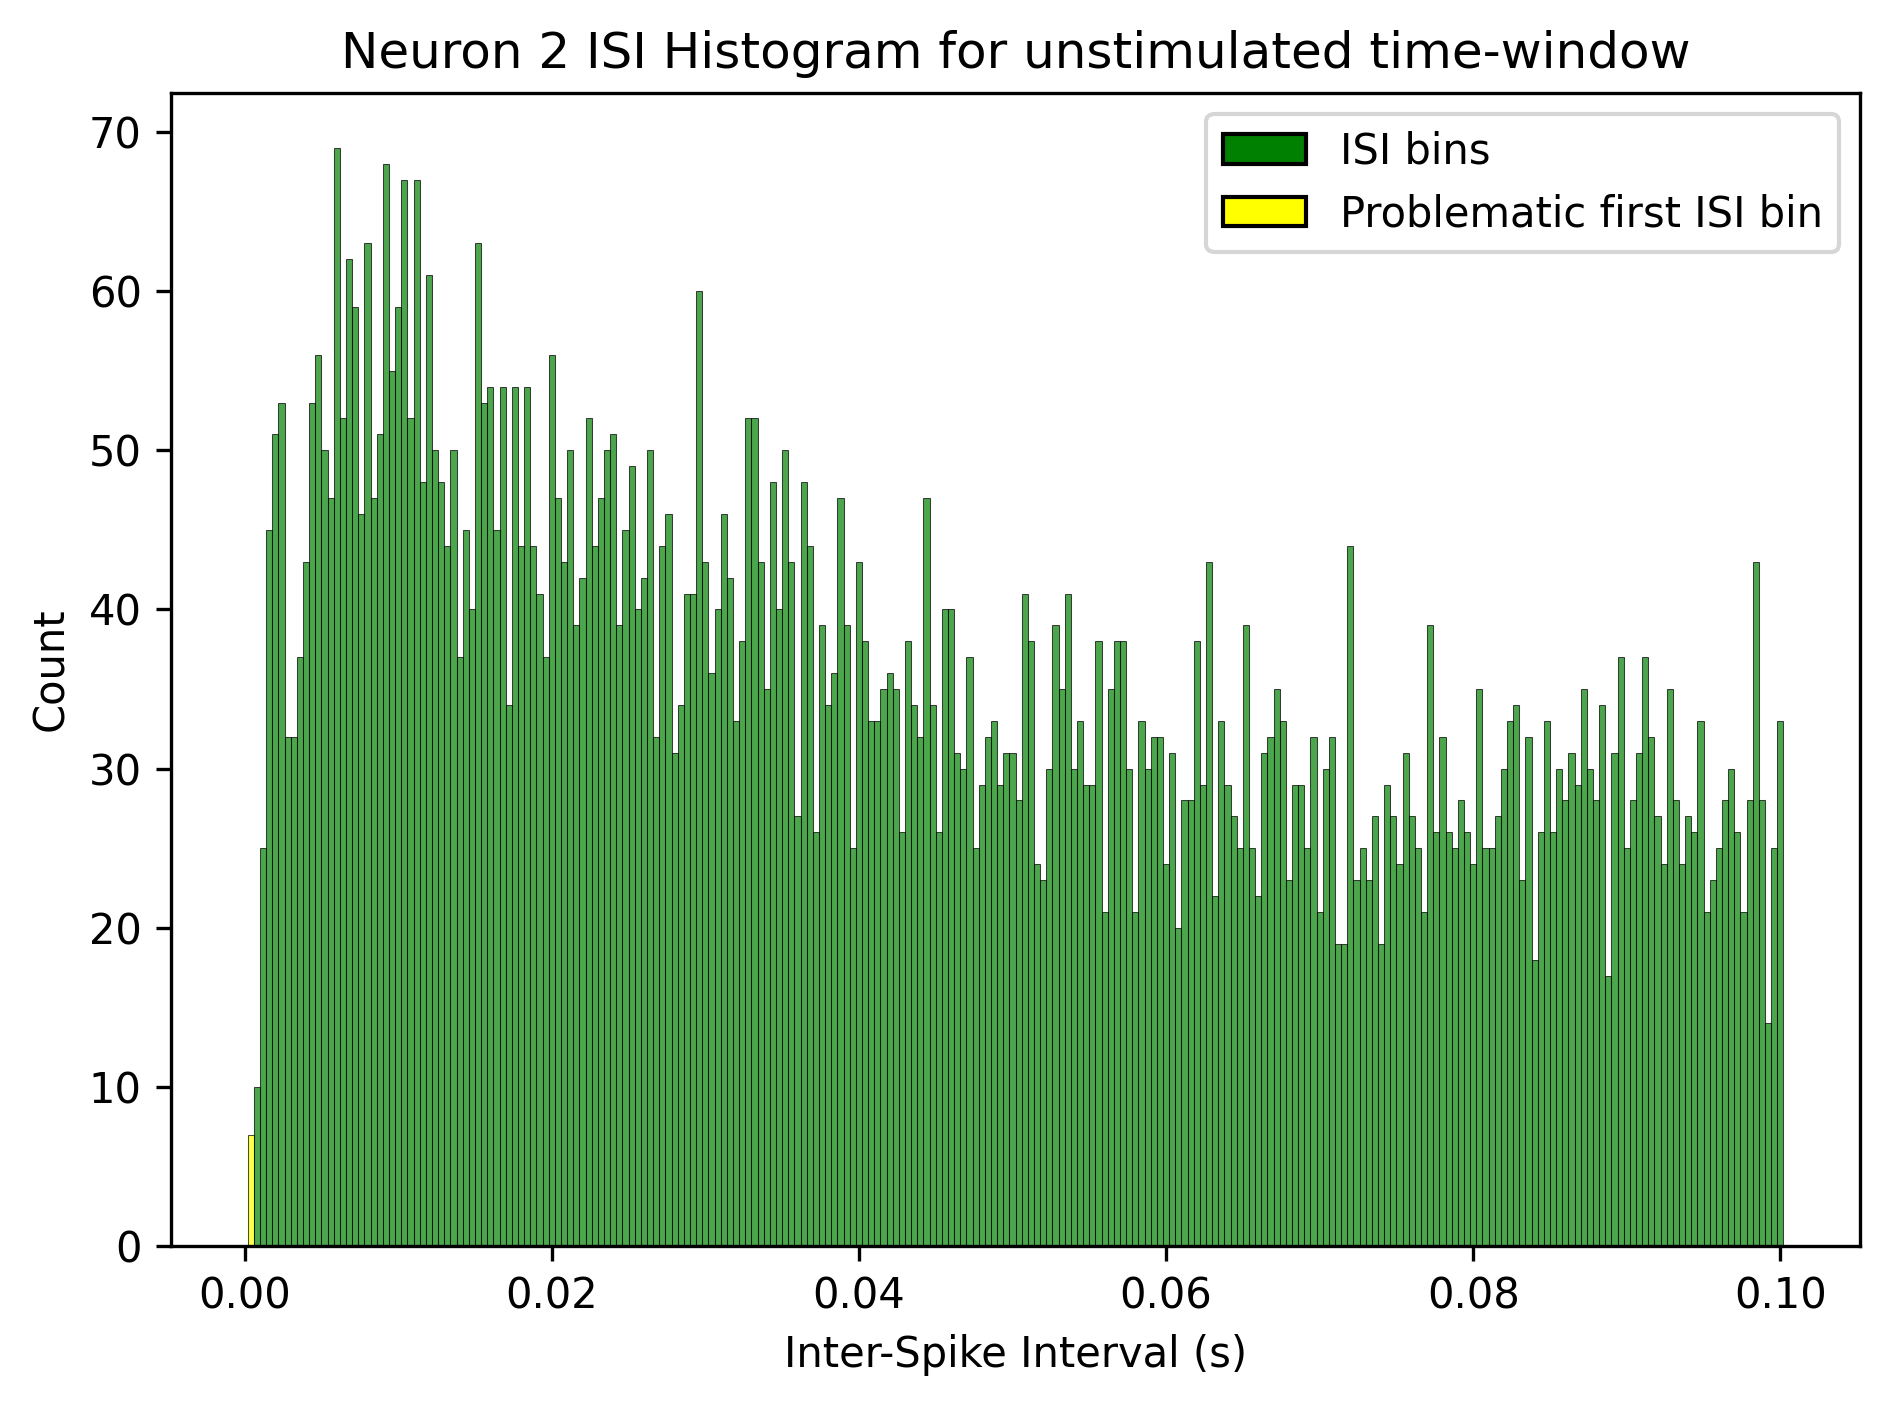 Neuron 2 ISI Histogram for unstimulated time-window
ISI bins
Problematic first ISI bin
Count
70
60
50
40
30
20
10
0
0.00 0.02 0.04 0.06 0.08 0.10
Inter-Spike Interval (s)